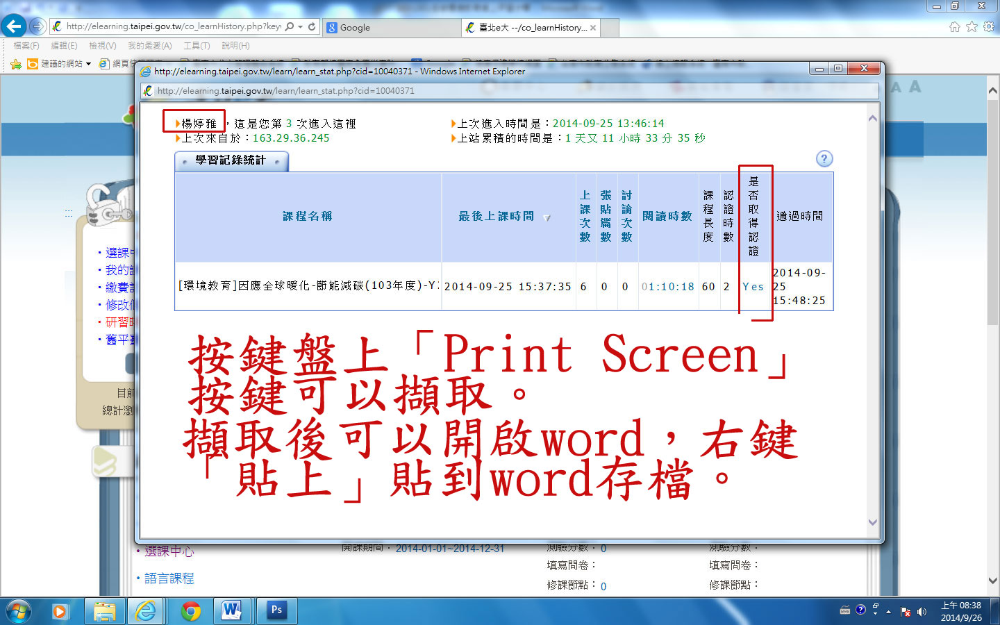 http://elearning.taipei.gov.tw/co_learnHistory.php?key
Google
臺北e大 --/co_learnHistory...
檔案(F) 編輯(E) 檢視(V) 我的最愛(A) 工具(T) 說明(H)
建議的網站
http://elearning.taipei.gov.tw/learn/learn_stat.php?cid=10040371 - Windows Internet Explorer
http://elearning.taipei.gov.tw/learn/learn_stat.php?cid=10040371
A A
楊婷雅，這是您第 3 次進入這裡
上次進入時間是：2014-09-25 13:46:14
上次來自於：163.29.36.245
上站累積的時間是：1 天又 11 小時 33 分 35 秒
學習記錄統計
?
課程名稱 最後上課時間 上課次數 張貼篇數 討論次數 閱讀時數 課程長度 認證時數 是否取得認證 通過時間
[環境教育]因應全球暖化-節能減碳(103年度)-Y 2014-09-25 15:37:35 6 0 0 01:10:18 60 2 Yes 2014-09-25 15:48:25
按鍵盤上「Print Screen」
按鍵可以擷取。
擷取後可以開啟word，右鍵
「貼上」貼到word存檔。
選課
我的
繳費
修改
研習
舊平
目前
總計瀏
選課中心
語言課程
開課期間：2014-01-01~2014-12-31
測驗分數：0
填寫問卷：
修課節點：0
測驗分數：
填寫問卷：
修課節點：
W
Ps
上午 08:38
2014/9/26